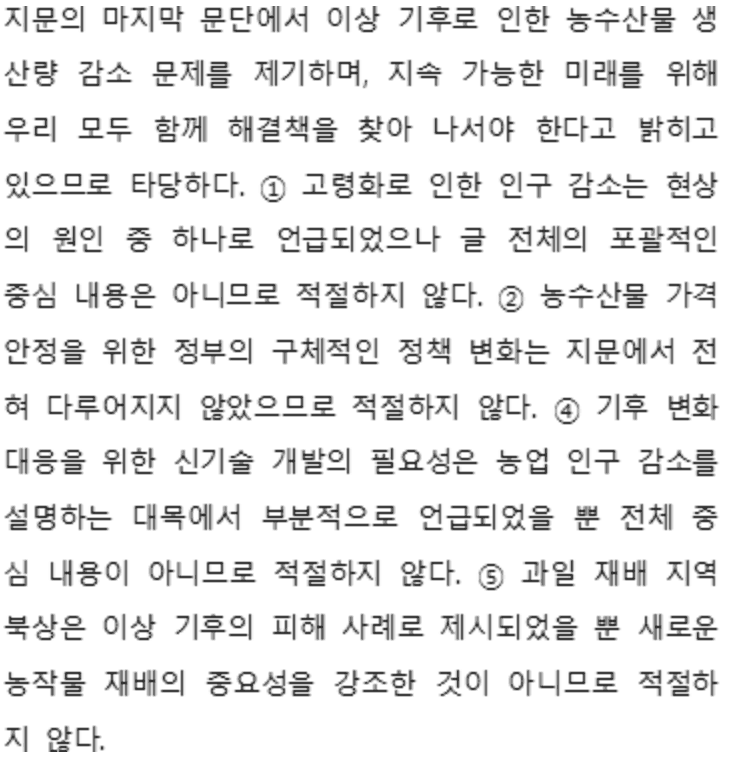 지문의 마지막 문단에서 이상 기후로 인한 농수산물 생
산량 감소 문제를 제기하며, 지속 가능한 미래를 위해
우리 모두 함께 해결책을 찾아 나서야 한다고 밝히고
있으므로 타당하다. ① 고령화로 인한 인구 감소는 현상
의 원인 중 하나로 언급되었으나 글 전체의 포괄적인
중심 내용은 아니므로 적절하지 않다. ② 농수산물 가격
안정을 위한 정부의 구체적인 정책 변화는 지문에서 전
혀 다루어지지 않았으므로 적절하지 않다. ④ 기후 변화
대응을 위한 신기술 개발의 필요성은 농업 인구 감소를
설명하는 대목에서 부분적으로 언급되었을 뿐 전체 중
심 내용이 아니므로 적절하지 않다. ⑤ 과일 재배 지역
북상은 이상 기후의 피해 사례로 제시되었을 뿐 새로운
농작물 재배의 중요성을 강조한 것이 아니므로 적절하
지 않다.